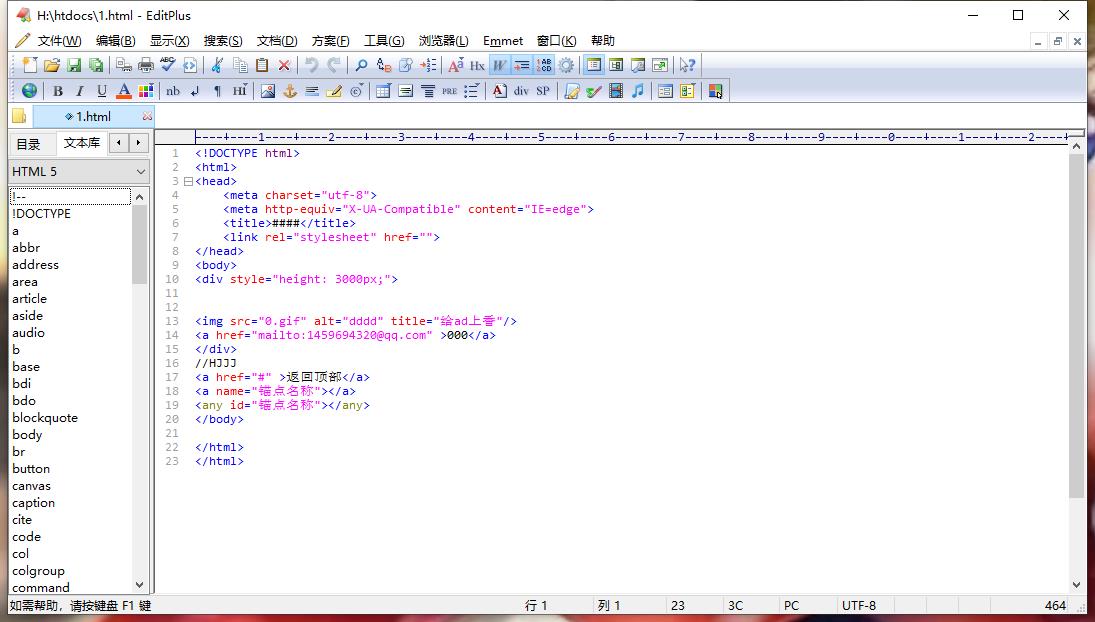 H:\htdocs\1.html - EditPlus
文件(W) 编辑(B) 显示(X) 搜索(S) 文档(D) 方案(F) 工具(G) 浏览器(L) Emmet 窗口(K) 帮助
B I U A nb ¶ HI PRE A div SP
1.html
目录 文本库
HTML 5
!--
!DOCTYPE
a
abbr
address
area
article
aside
audio
b
base
bdi
bdo
blockquote
body
br
button
canvas
caption
cite
code
col
colgroup
command
----+----1----+----2----+----3----+----4----+----5----+----6----+----7----+----8----+----9----+----0----+----1----+----2----+
1 <!DOCTYPE html>
2 <html>
3 <head>
4 <meta charset="utf-8">
5 <meta http-equiv="X-UA-Compatible" content="IE=edge">
6 <title>####</title>
7 <link rel="stylesheet" href="">
8 </head>
9 <body>
10 <div style="height: 3000px;">
11
12
13 <img src="0.gif" alt="dddd" title="给ad上香"/>
14 <a href="mailto:1459694320@qq.com" >000</a>
15 </div>
16 //HJJJ
17 <a href="#" >返回顶部</a>
18 <a name="锚点名称"></a>
19 <any id="锚点名称"></any>
20 </body>
21
22 </html>
23 </html>
如需帮助，请按键盘 F1 键 行 1 列 1 23 3C PC UTF-8 464